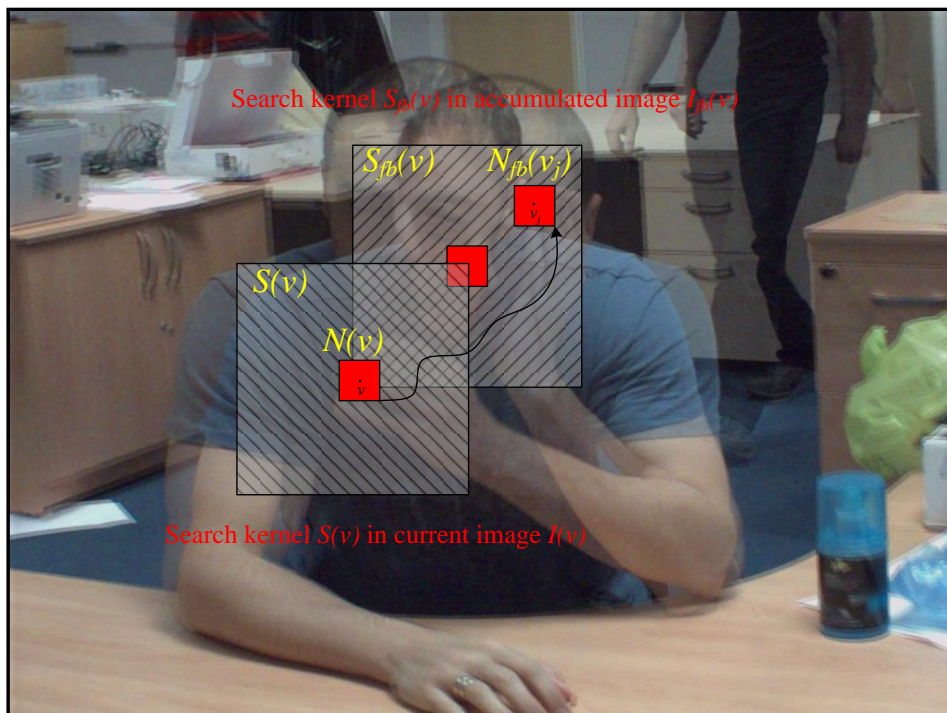 Search kernel S_fb(v) in accumulated image I_fb(v)
S_fb(v)
N_fb(v_j)
v_j
S(v)
N(v)
v
Search kernel S(v) in current image I(v)